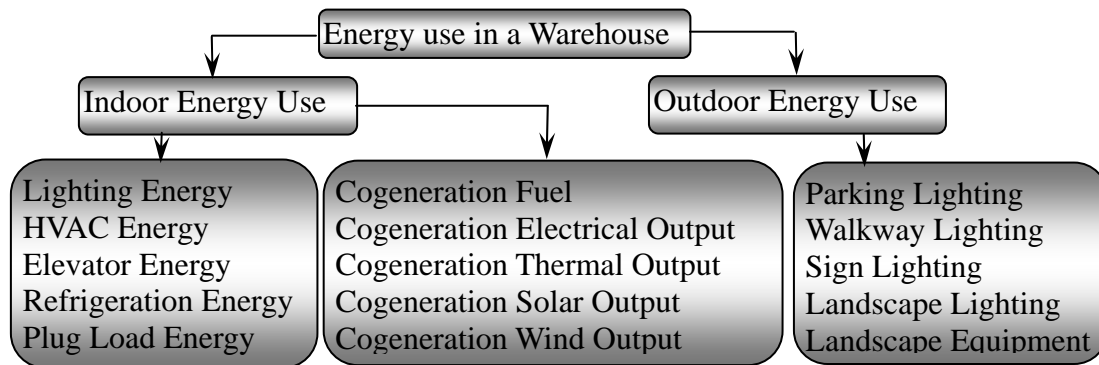 Energy use in a Warehouse
Indoor Energy Use
Outdoor Energy Use
Lighting Energy
HVAC Energy
Elevator Energy
Refrigeration Energy
Plug Load Energy
Cogeneration Fuel
Cogeneration Electrical Output
Cogeneration Thermal Output
Cogeneration Solar Output
Cogeneration Wind Output
Parking Lighting
Walkway Lighting
Sign Lighting
Landscape Lighting
Landscape Equipment